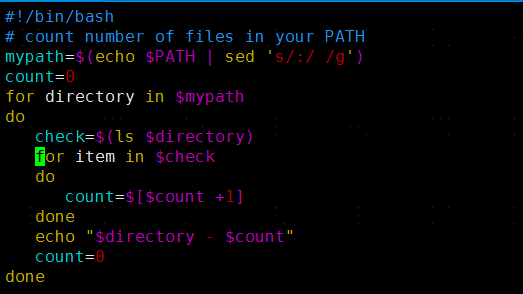 #!/bin/bash
# count number of files in your PATH
mypath=$(echo $PATH | sed 's/:/ /g')
count=0
for directory in $mypath
do
   check=$(ls $directory)
   for item in $check
   do
      count=$[$count +1]
   done
   echo "$directory - $count"
   count=0
done